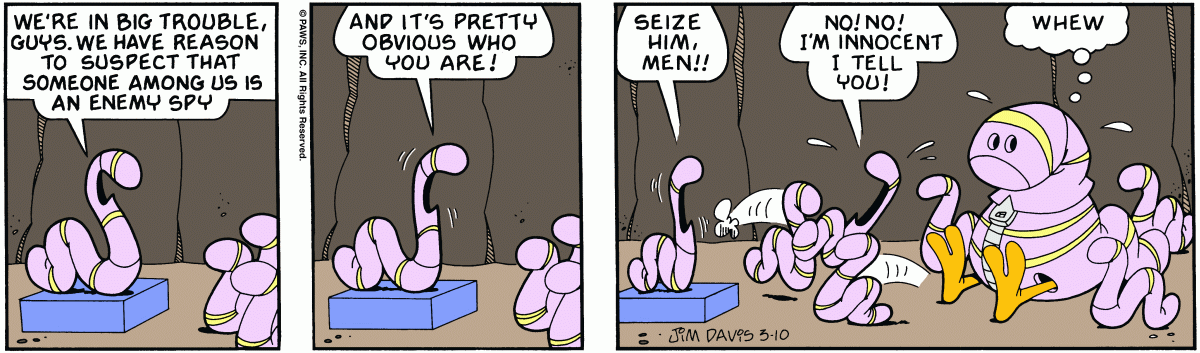 WE'RE IN BIG TROUBLE,
GUYS. WE HAVE REASON
TO SUSPECT THAT
SOMEONE AMONG US IS
AN ENEMY SPY
© PAWS, INC. All Rights Reserved.
AND IT'S PRETTY
OBVIOUS WHO
YOU ARE!
SEIZE
HIM,
MEN!!
NO! NO!
I'M INNOCENT
I TELL
YOU!
WHEW
JIM DAVIS 3-10